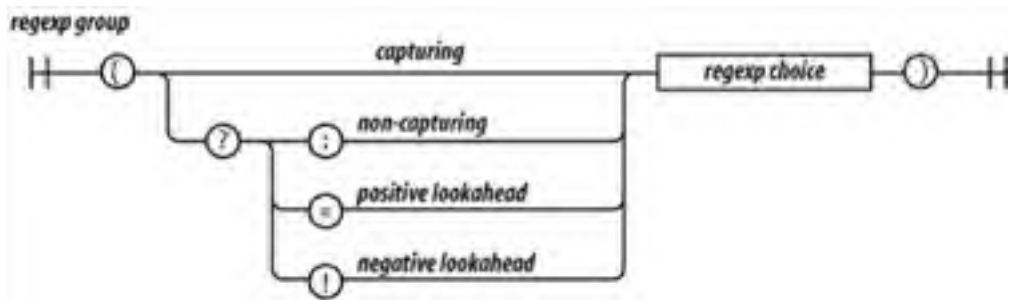 regexp group
capturing
( regexp choice )
? : non-capturing
= positive lookahead
! negative lookahead